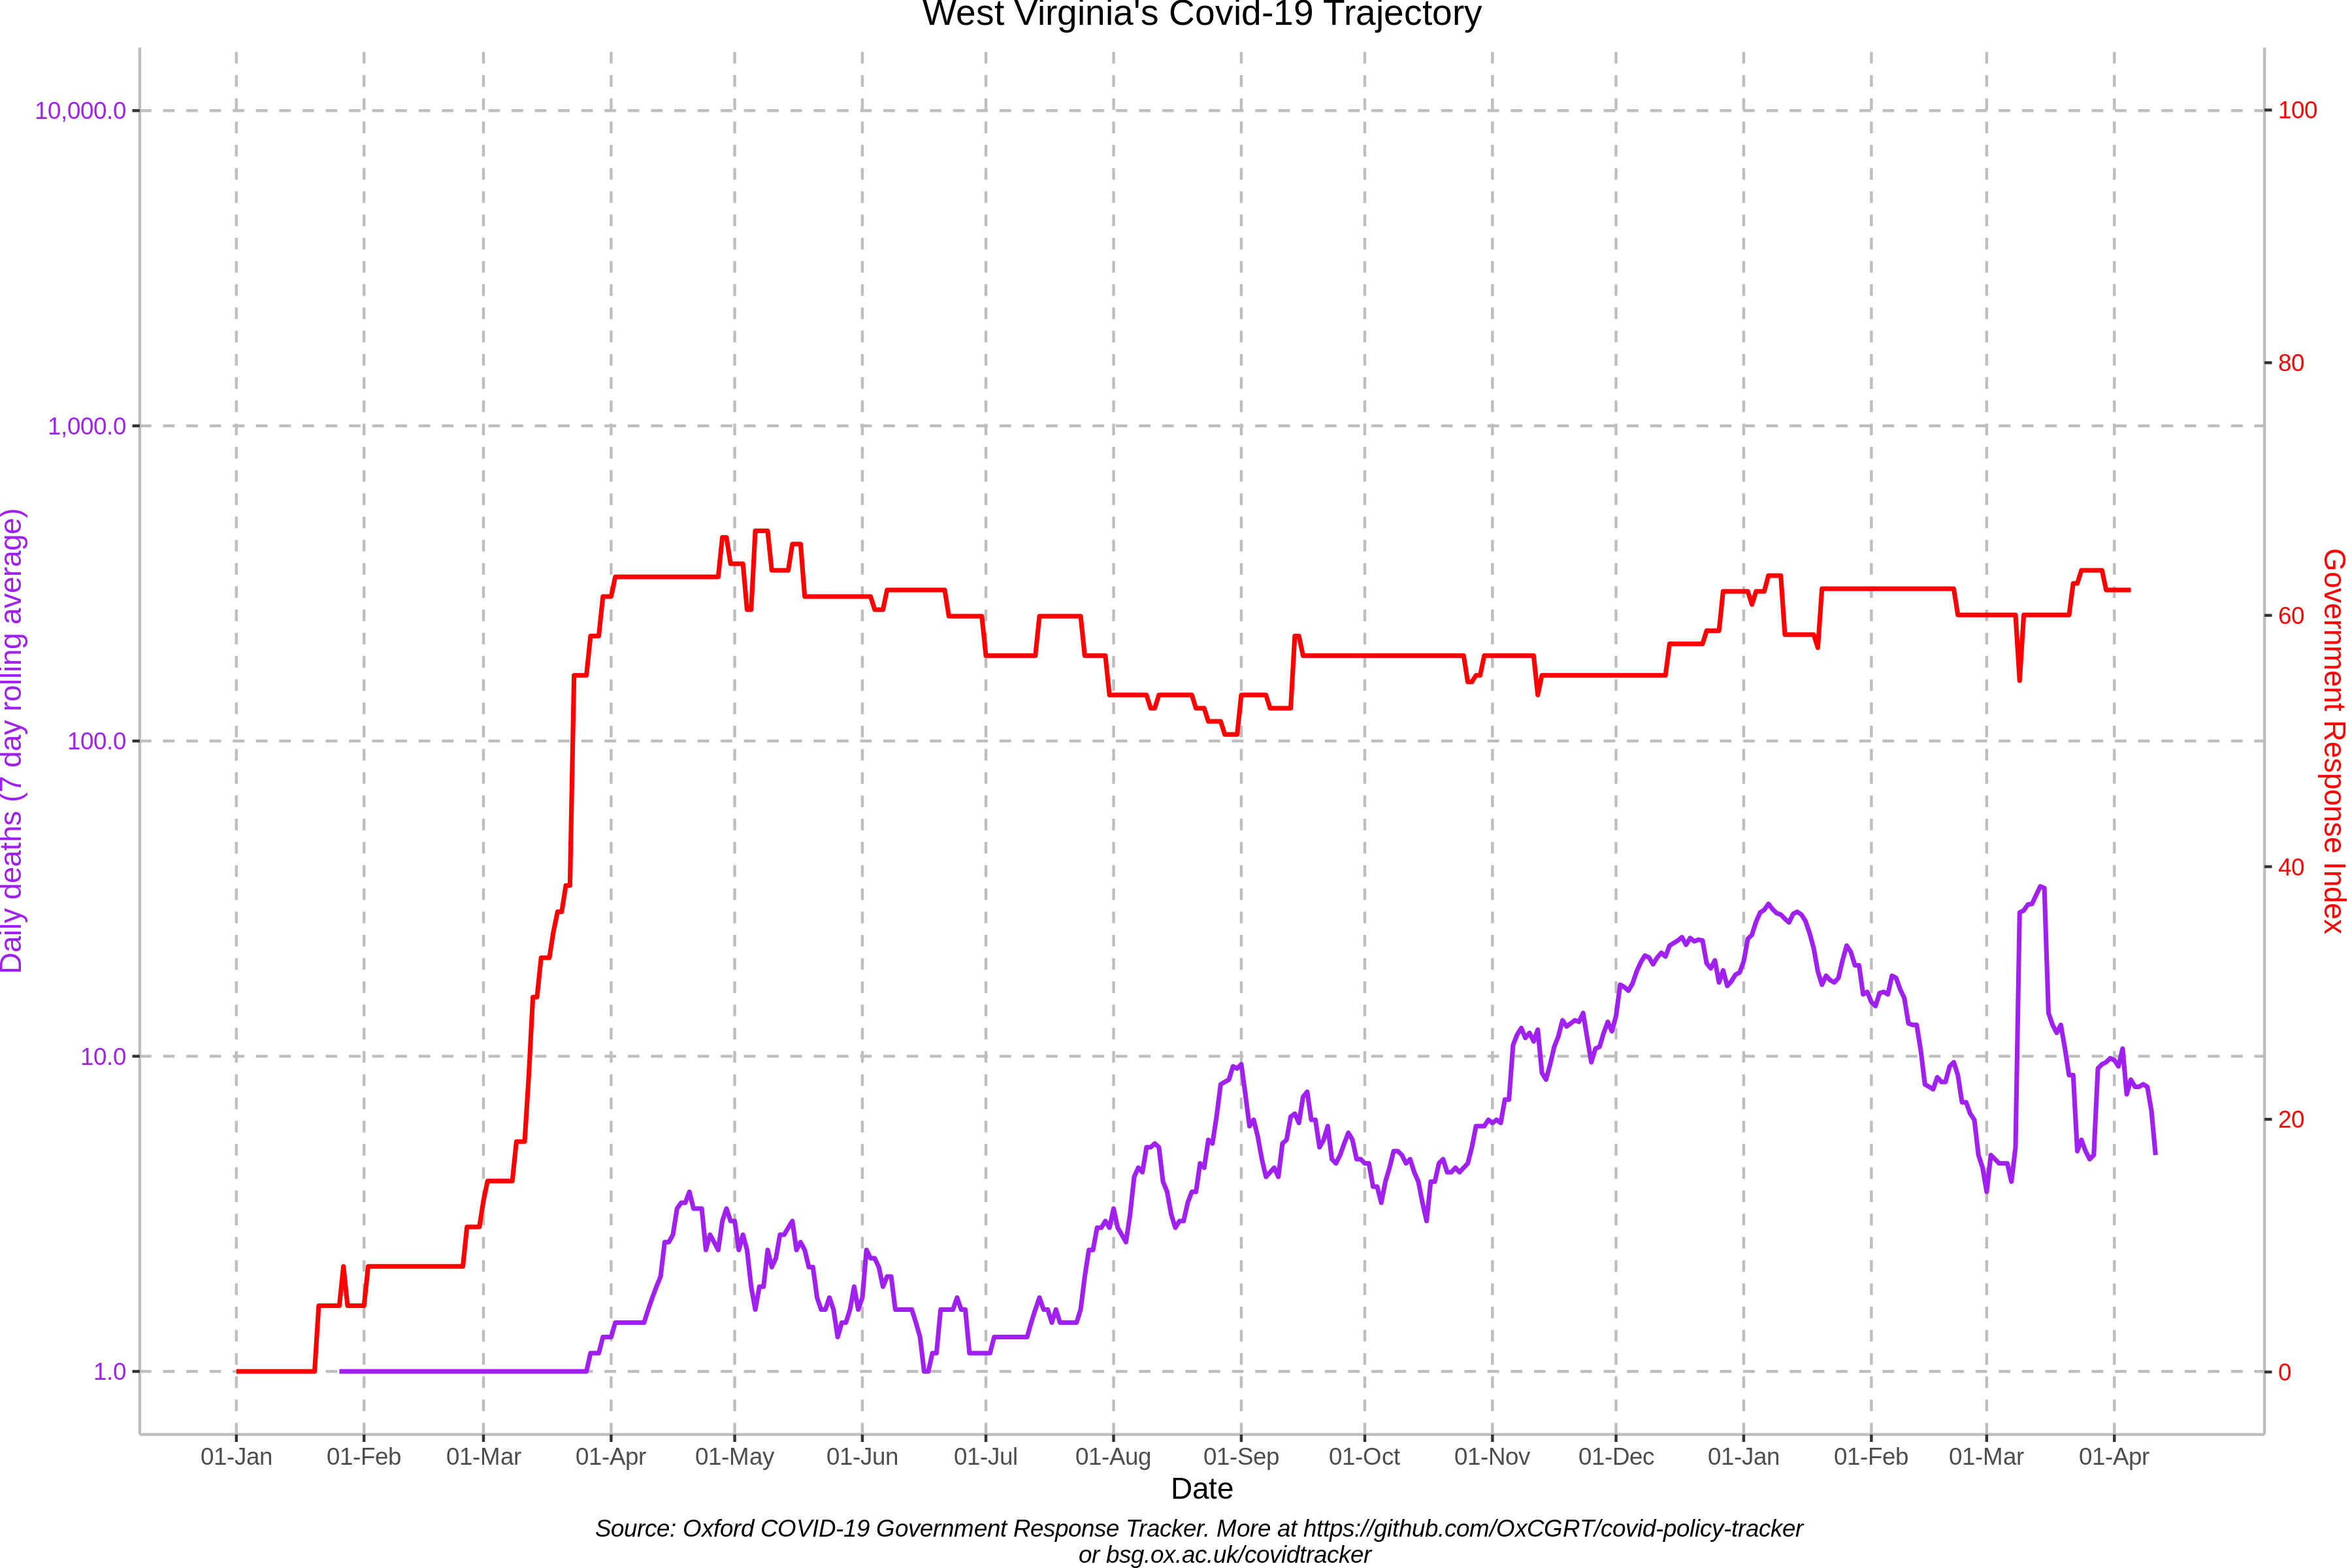 West Virginia's Covid-19 Trajectory
10,000.0
1,000.0
100.0
10.0
1.0
Daily deaths (7 day rolling average)
100
80
60
40
20
0
Government Response Index
01-Jan 01-Feb 01-Mar 01-Apr 01-May 01-Jun 01-Jul 01-Aug 01-Sep 01-Oct 01-Nov 01-Dec 01-Jan 01-Feb 01-Mar 01-Apr
Date
Source: Oxford COVID-19 Government Response Tracker. More at https://github.com/OxCGRT/covid-policy-tracker
or bsg.ox.ac.uk/covidtracker